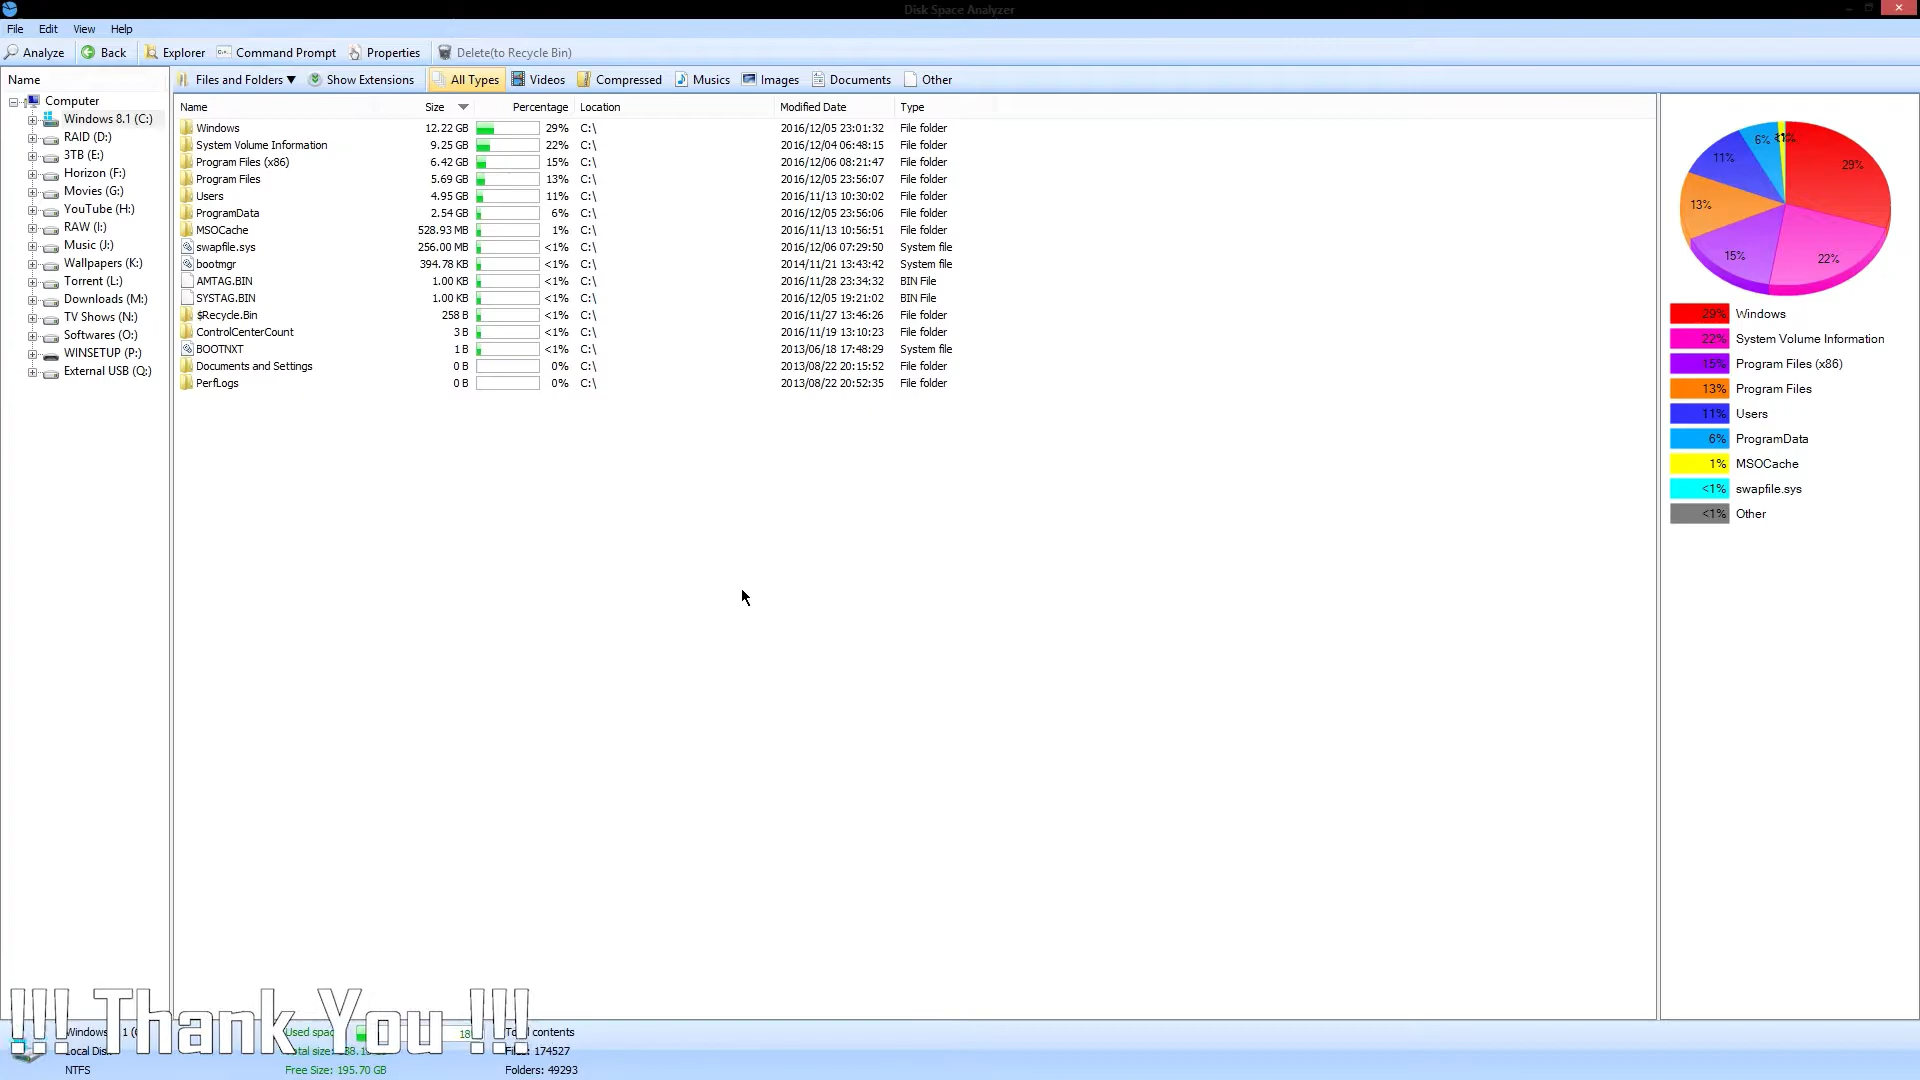 Disk Space Analyzer
File Edit View Help
Analyze Back Explorer Command Prompt Properties Delete(to Recycle Bin)
Name Files and Folders Show Extensions All Types Videos Compressed Musics Images Documents Other
Computer
Windows 8.1 (C:)
RAID (D:)
3TB (E:)
Horizon (F:)
Movies (G:)
YouTube (H:)
RAW (I:)
Music (J:)
Wallpapers (K:)
Torrent (L:)
Downloads (M:)
TV Shows (N:)
Softwares (O:)
WINSETUP (P:)
External USB (Q:)
Name Size Percentage Location Modified Date Type
Windows 12.22 GB 29% C:\ 2016/12/05 23:01:32 File folder
System Volume Information 9.25 GB 22% C:\ 2016/12/04 06:48:15 File folder
Program Files (x86) 6.42 GB 15% C:\ 2016/12/06 08:21:47 File folder
Program Files 5.69 GB 13% C:\ 2016/12/05 23:56:07 File folder
Users 4.95 GB 11% C:\ 2016/11/13 10:30:02 File folder
ProgramData 2.54 GB 6% C:\ 2016/12/05 23:56:06 File folder
MSOCache 528.93 MB 1% C:\ 2016/11/13 10:56:51 File folder
swapfile.sys 256.00 MB <1% C:\ 2016/12/06 07:29:50 System file
bootmgr 394.78 KB <1% C:\ 2014/11/21 13:43:42 System file
AMTAG.BIN 1.00 KB <1% C:\ 2016/11/28 23:34:32 BIN File
SYSTAG.BIN 1.00 KB <1% C:\ 2016/12/05 19:21:02 BIN File
$Recycle.Bin 258 B <1% C:\ 2016/11/27 13:46:26 File folder
ControlCenterCount 3 B <1% C:\ 2016/11/19 13:10:23 File folder
BOOTNXT 1 B <1% C:\ 2013/06/18 17:48:29 System file
Documents and Settings 0 B 0% C:\ 2013/08/22 20:15:52 File folder
PerfLogs 0 B 0% C:\ 2013/08/22 20:52:35 File folder
6%
11% 29%
13%
15% 22%
29% Windows
22% System Volume Information
15% Program Files (x86)
13% Program Files
11% Users
6% ProgramData
1% MSOCache
<1% swapfile.sys
<1% Other
!!! Thank You !!!
Windows Used contents
Local Disk 174527
NTFS Free Size: 195.70 GB Folders: 49293